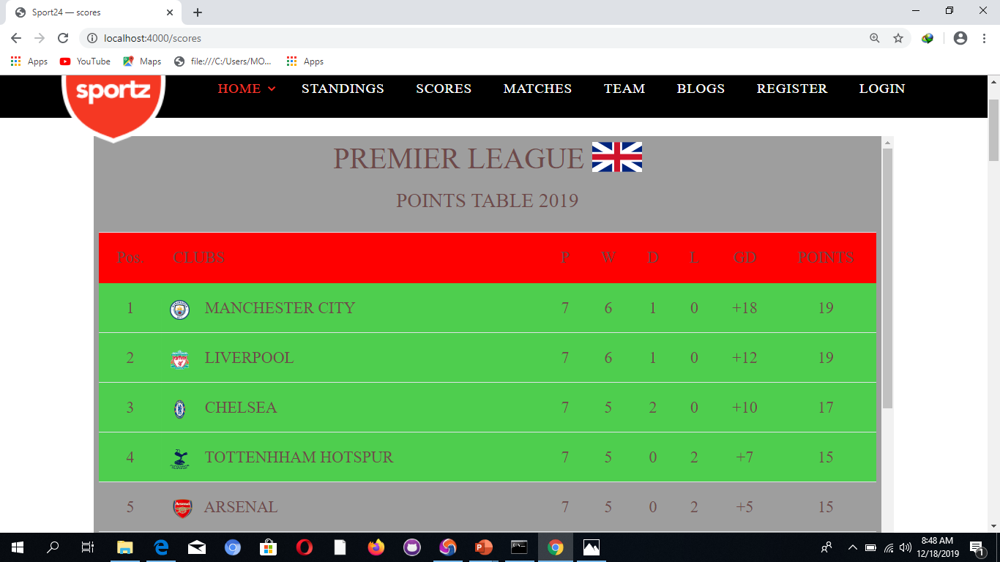 Sport24 — scores
localhost:4000/scores
Apps YouTube Maps file:///C:/Users/MO... Apps
sportz HOME STANDINGS SCORES MATCHES TEAM BLOGS REGISTER LOGIN
PREMIER LEAGUE
POINTS TABLE 2019
Pos. CLUBS P W D L GD POINTS
1 MANCHESTER CITY 7 6 1 0 +18 19
2 LIVERPOOL 7 6 1 0 +12 19
3 CHELSEA 7 5 2 0 +10 17
4 TOTTENHHAM HOTSPUR 7 5 0 2 +7 15
5 Arsenal ARSENAL 7 5 0 2 +5 15
8:48 AM
12/18/2019
1